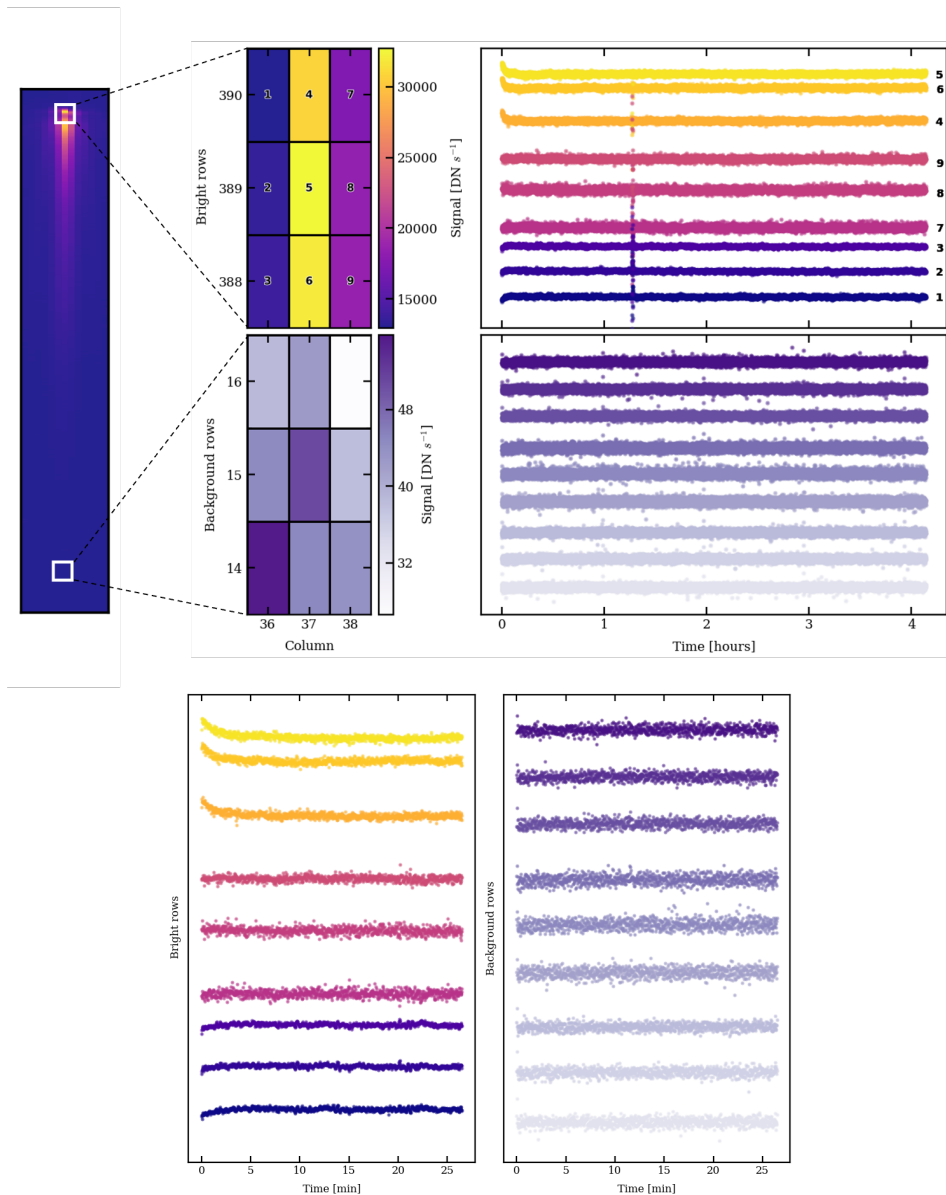 390
389
388
Bright rows
1 4 7
2 5 8
3 6 9
30000
25000
20000
15000
Signal [DN s⁻¹]
5
6
4
9
8
7
3
2
1
16
15
14
Background rows
36 37 38
Column
48
40
32
Signal [DN s⁻¹]
0 1 2 3 4
Time [hours]
Bright rows
0 5 10 15 20 25
Time [min]
Background rows
0 5 10 15 20 25
Time [min]